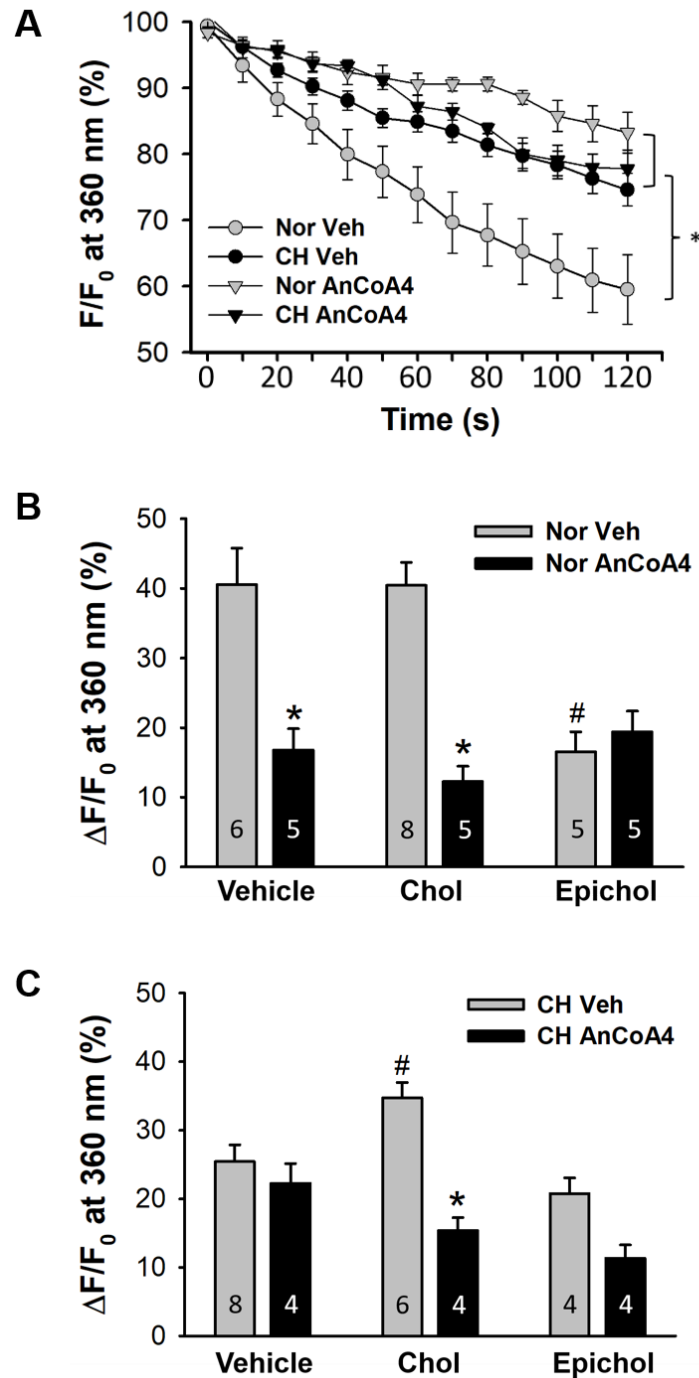 A
F/F₀ at 360 nm (%)
100
90
80
70
60
50
Nor Veh
CH Veh
Nor AnCoA4
CH AnCoA4
*
0 20 40 60 80 100 120
Time (s)
B
ΔF/F₀ at 360 nm (%)
50
40
30
20
10
0
Nor Veh
Nor AnCoA4
* * #
6 5 8 5 5 5
Vehicle Chol Epichol
C
ΔF/F₀ at 360 nm (%)
50
40
30
20
10
0
CH Veh
CH AnCoA4
# *
8 4 6 4 4 4
Vehicle Chol Epichol